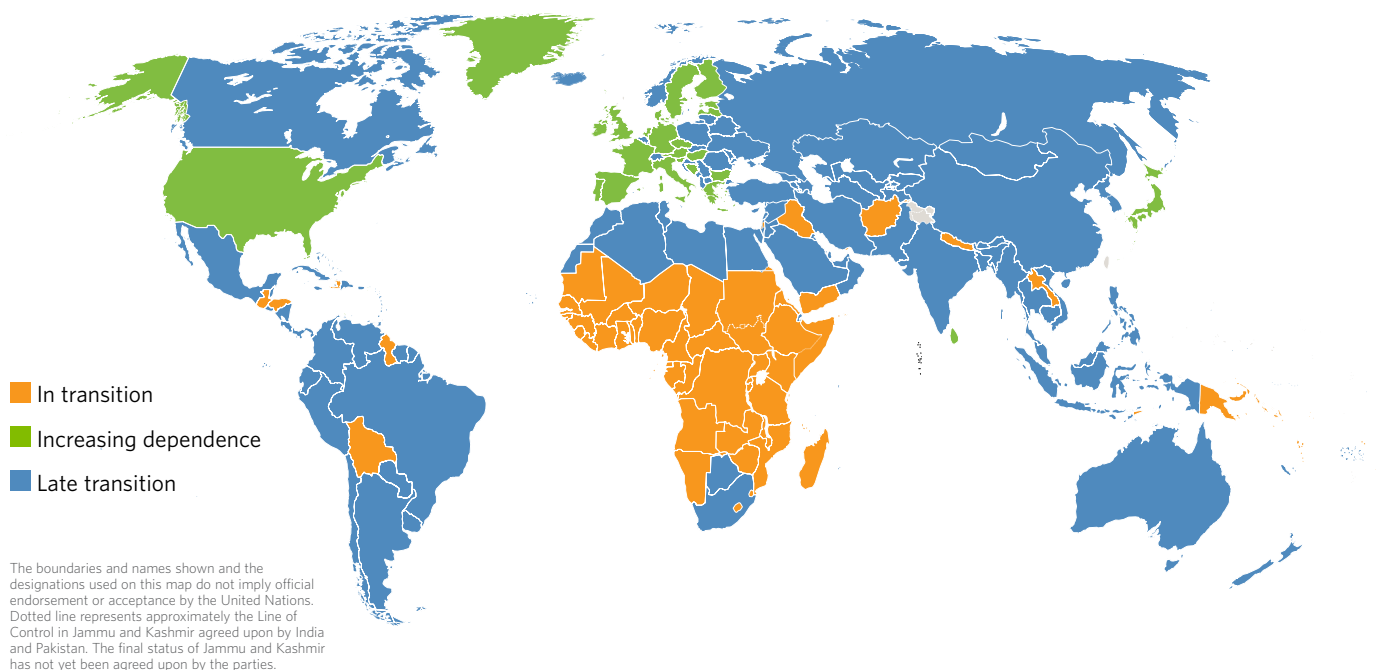 In transition
Increasing dependence
Late transition
The boundaries and names shown and the
designations used on this map do not imply official
endorsement or acceptance by the United Nations.
Dotted line represents approximately the Line of
Control in Jammu and Kashmir agreed upon by India
and Pakistan. The final status of Jammu and Kashmir
has not yet been agreed upon by the parties.